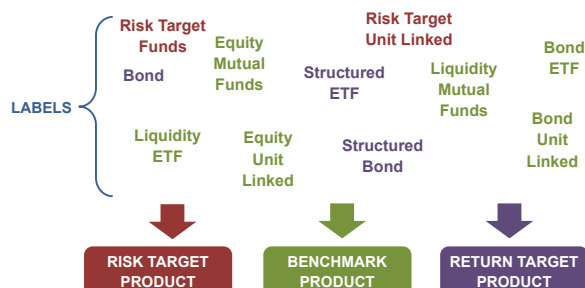 Risk Target
Funds
Equity
Mutual
Funds
Risk Target
Unit Linked
Bond
ETF
Bond
Structured
ETF
Liquidity
Mutual
Funds
LABELS
Liquidity
ETF
Equity
Unit
Linked
Structured
Bond
Bond
Unit
Linked
RISK TARGET
PRODUCT
BENCHMARK
PRODUCT
RETURN TARGET
PRODUCT